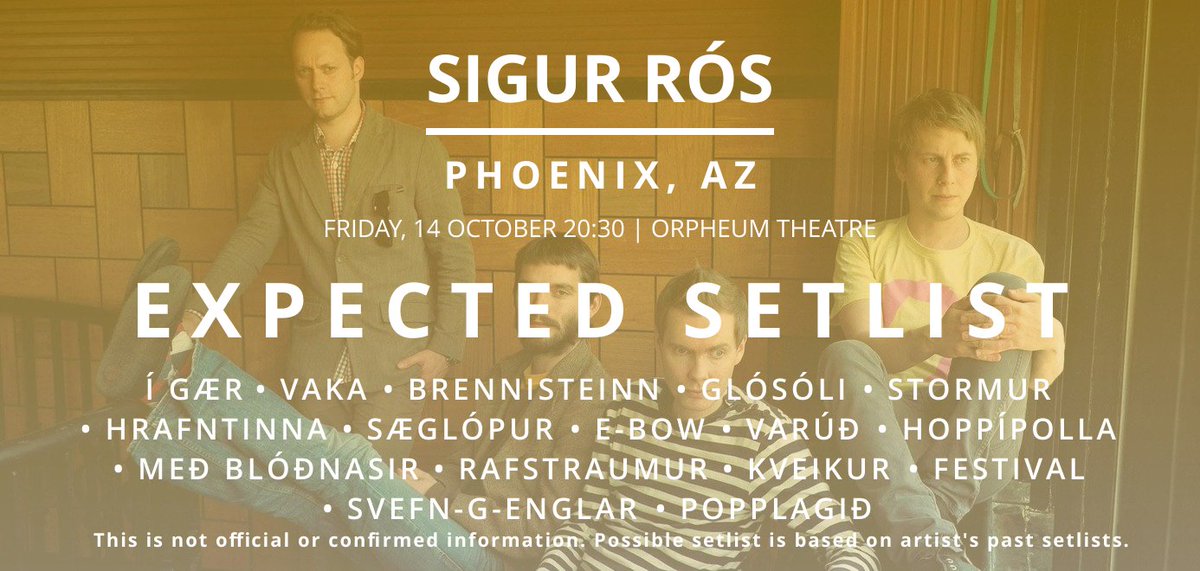 SIGUR RÓS
PHOENIX, AZ
FRIDAY, 14 OCTOBER 20:30 | ORPHEUM THEATRE
EXPECTED SETLIST
Í GÆR • VAKA • BRENNISTEINN • GLÓSÓLI • STORMUR
• HRAFNTINNA • SÆGLÓPUR • E-BOW • VARÚÐ • HOPPÍPOLLA
• MEÐ BLÓÐNASIR • RAFSTRAUMUR • KVEIKUR • FESTIVAL
• SVEFN-G-ENGLAR • POPPLAGIÐ
This is not official or confirmed information. Possible setlist is based on artist's past setlists.